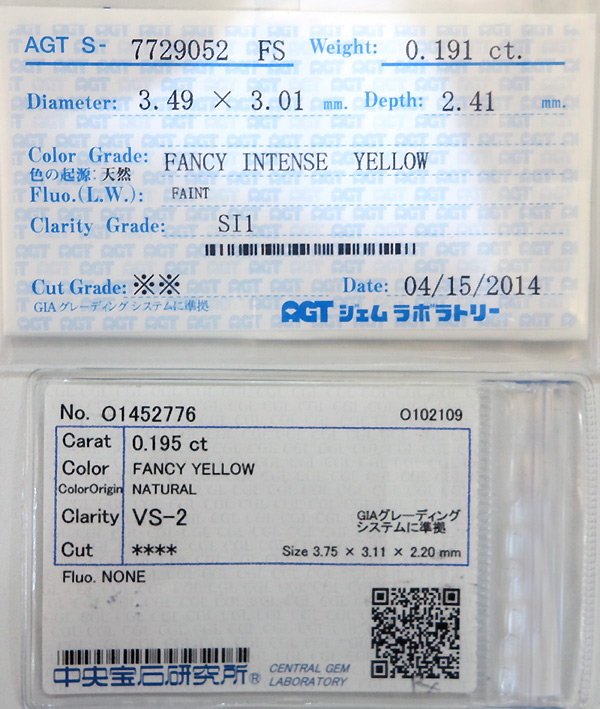 AGT S- 7729052 FS Weight: 0.191 ct.
Diameter: 3.49 × 3.01 mm. Depth: 2.41 mm.
Color Grade: FANCY INTENSE YELLOW
色の起源: 天然
Fluo.(L.W.): FAINT
Clarity Grade: SI1
Cut Grade: ※※ Date: 04/15/2014
GIAグレーディングシステムに準拠 AGT ジェムラボラトリー
No. O1452776 O102109
Carat 0.195 ct
Color FANCY YELLOW
ColorOrigin NATURAL
Clarity VS-2 GIAグレーディング
システムに準拠
Cut **** Size 3.75 × 3.11 × 2.20 mm
Fluo. NONE
中央宝石研究所® CENTRAL GEM
LABORATORY